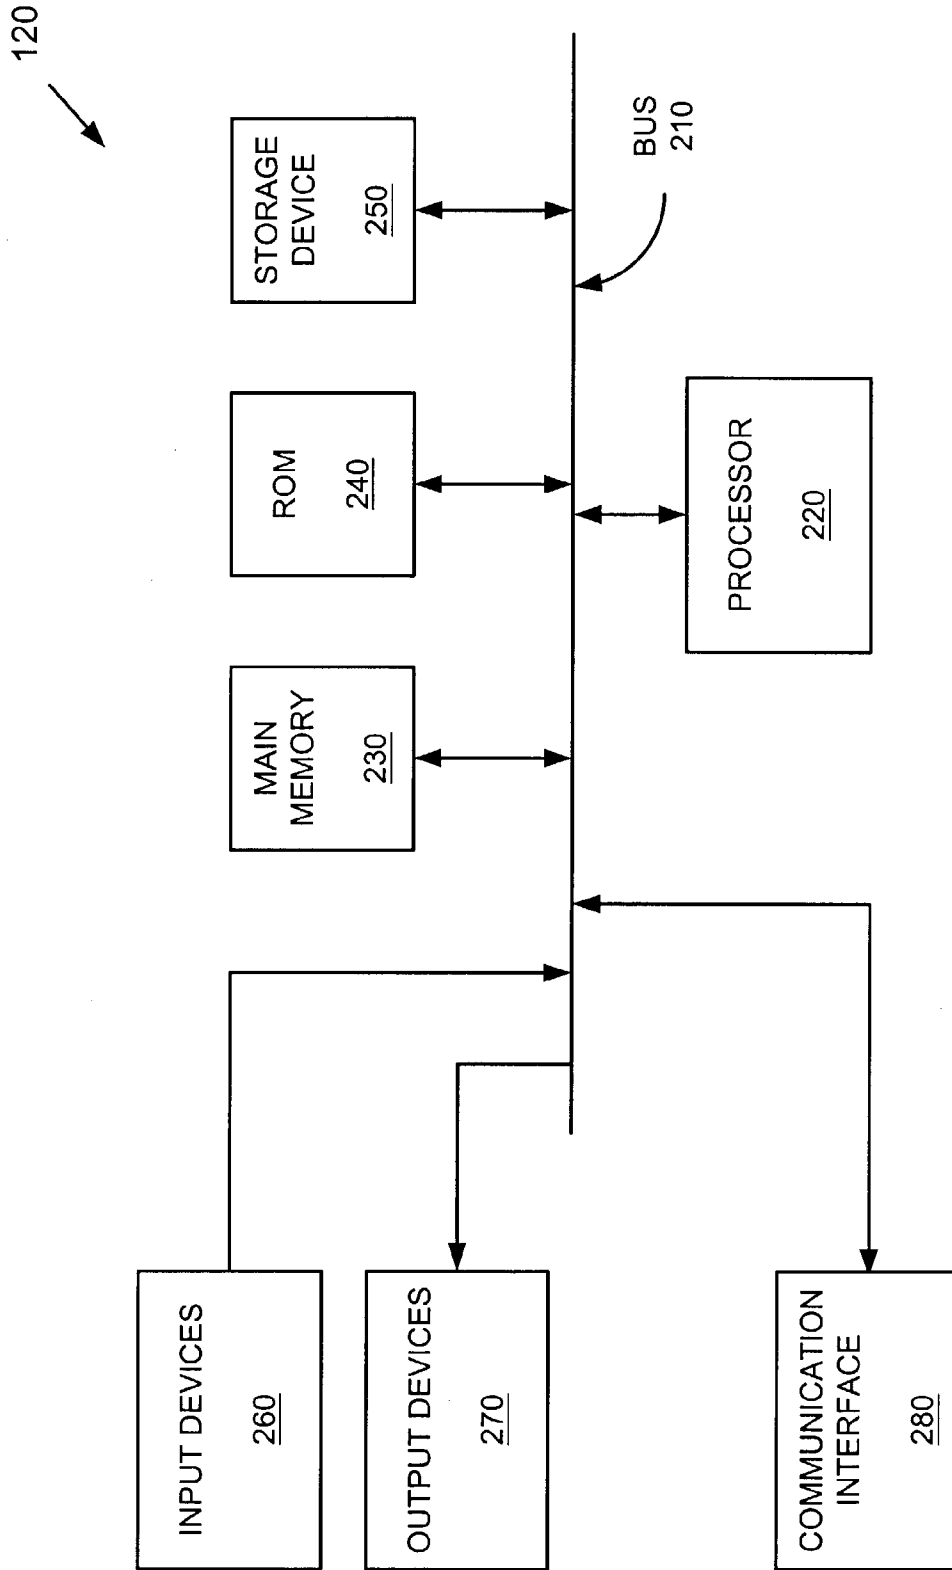 120
INPUT DEVICES
260
OUTPUT DEVICES
270
COMMUNICATION
INTERFACE
280
MAIN
MEMORY
230
ROM
240
STORAGE
DEVICE
250
PROCESSOR
220
BUS
210